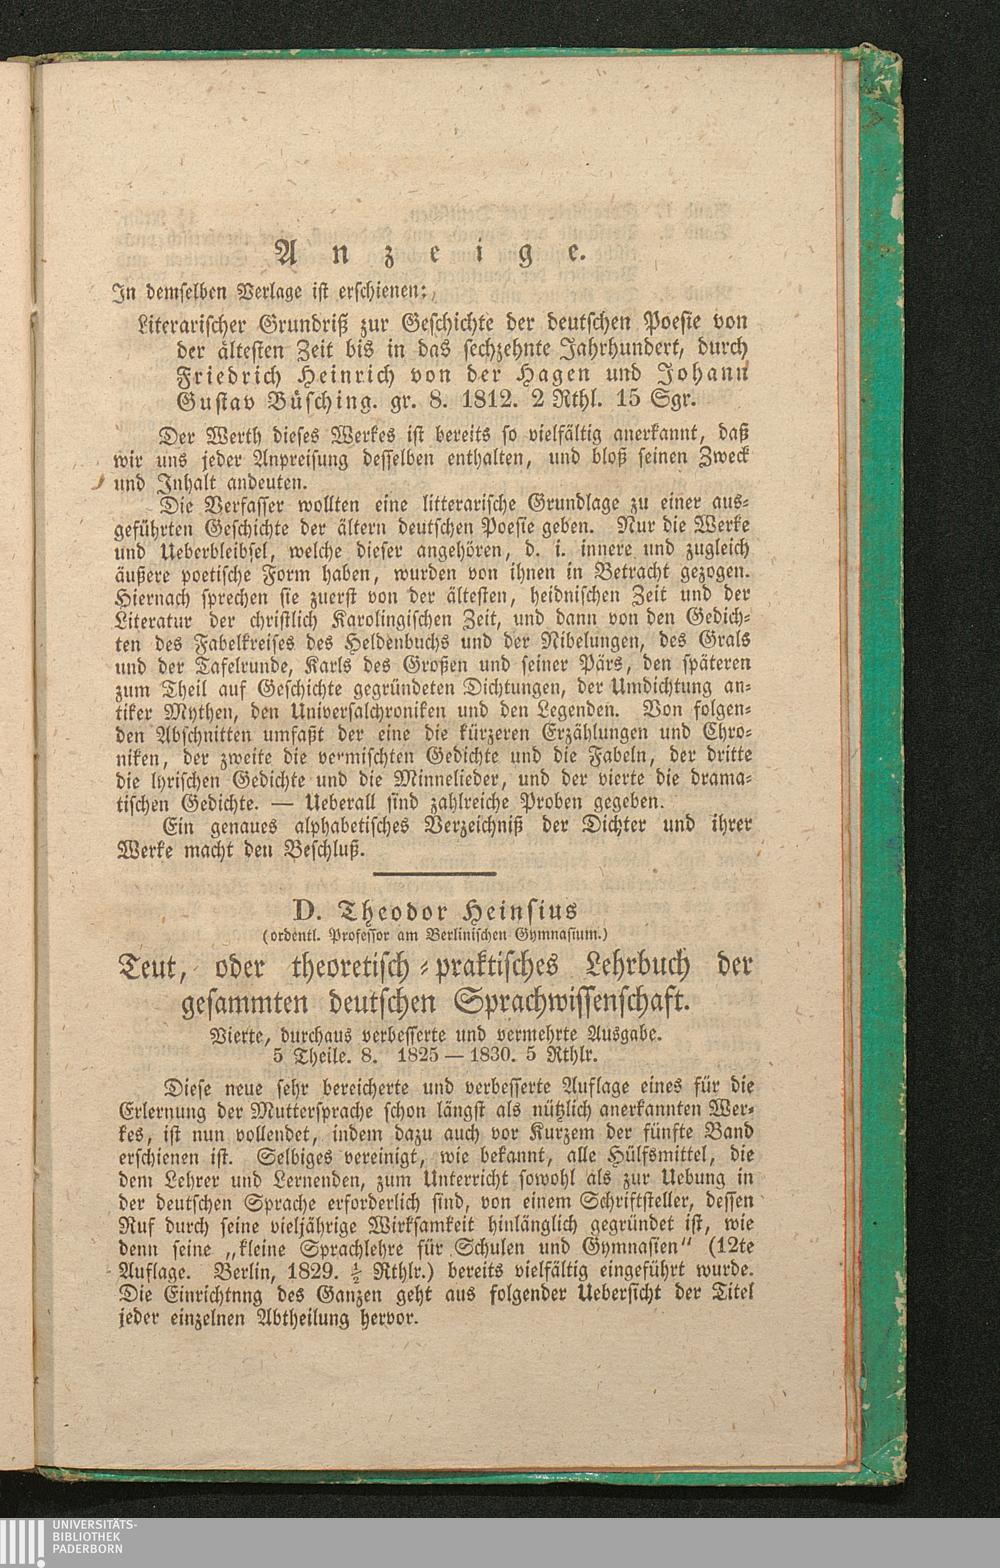 Anzeige.
In demselben Verlage ist erschienen:
Literarischer Grundriß zur Geschichte der deutschen Poesie von
der ältesten Zeit bis in das sechzehnte Jahrhundert, durch
Friedrich Heinrich von der Hagen und Johann
Gustav Büsching. gr. 8. 1812. 2 Rthl. 15 Sgr.
Der Werth dieses Werkes ist bereits so vielfältig anerkannt, daß
wir uns jeder Anpreisung desselben enthalten, und bloß seinen Zweck
und Inhalt andeuten.
Die Verfasser wollten eine litterarische Grundlage zu einer aus-
geführten Geschichte der ältern deutschen Poesie geben. Nur die Werke
und Ueberbleibsel, welche dieser angehören, d. i. innere und zugleich
äußere poetische Form haben, wurden von ihnen in Betracht gezogen.
Hiernach sprechen sie zuerst von der ältesten, heidnischen Zeit und der
Literatur der christlich Karolingischen Zeit, und dann von den Gedich-
ten des Fabelkreises des Heldenbuchs und der Nibelungen, des Grals
und der Tafelrunde, Karls des Großen und seiner Pärs, den späteren
zum Theil auf Geschichte gegründeten Dichtungen, der Umdichtung an-
tiker Mythen, den Universalchroniken und den Legenden. Von folgen-
den Abschnitten umfaßt der eine die kürzeren Erzählungen und Chro-
niken, der zweite die vermischten Gedichte und die Fabeln, der dritte
die lyrischen Gedichte und die Minnelieder, und der vierte die drama-
tischen Gedichte. — Ueberall sind zahlreiche Proben gegeben.
Ein genaues alphabetisches Verzeichniß der Dichter und ihrer
Werke macht den Beschluß.
D. Theodor Heinsius
(ordentl. Professor am Berlinischen Gymnasium.)
Teut, oder theoretisch-praktisches Lehrbuch der
gesammten deutschen Sprachwissenschaft.
Vierte, durchaus verbesserte und vermehrte Ausgabe.
5 Theile. 8. 1825 — 1830. 5 Rthlr.
Diese neue sehr bereicherte und verbesserte Auflage eines für die
Erlernung der Muttersprache schon längst als nützlich anerkannten Wer-
kes, ist nun vollendet, indem dazu auch vor Kurzem der fünfte Band
erschienen ist. Selbiges vereinigt, wie bekannt, alle Hülfsmittel, die
dem Lehrer und Lernenden, zum Unterricht sowohl als zur Uebung in
der deutschen Sprache erforderlich sind, von einem Schriftsteller, dessen
Ruf durch seine vieljährige Wirksamkeit hinlänglich gegründet ist, wie
denn seine „kleine Sprachlehre für Schulen und Gymnasien“ (12te
Auflage. Berlin, 1829. ½ Rthlr.) bereits vielfältig eingeführt wurde.
Die Einrichtnng des Ganzen geht aus folgender Uebersicht der Titel
jeder einzelnen Abtheilung hervor.
UNIVERSITÄTS-
BIBLIOTHEK
PADERBORN